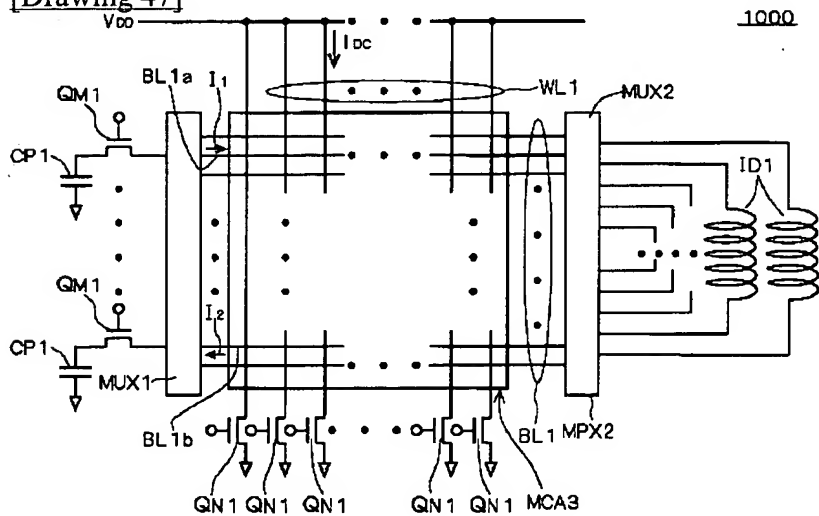 [Drawing 47]
1000
VDD
IDC
WL1
MUX2
BL1a
I1
QM1
CP1
ID1
QM1
I2
CP1
MUX1
BL1b
BL1
MPX2
QN1 QN1 QN1 QN1 QN1 MCA3